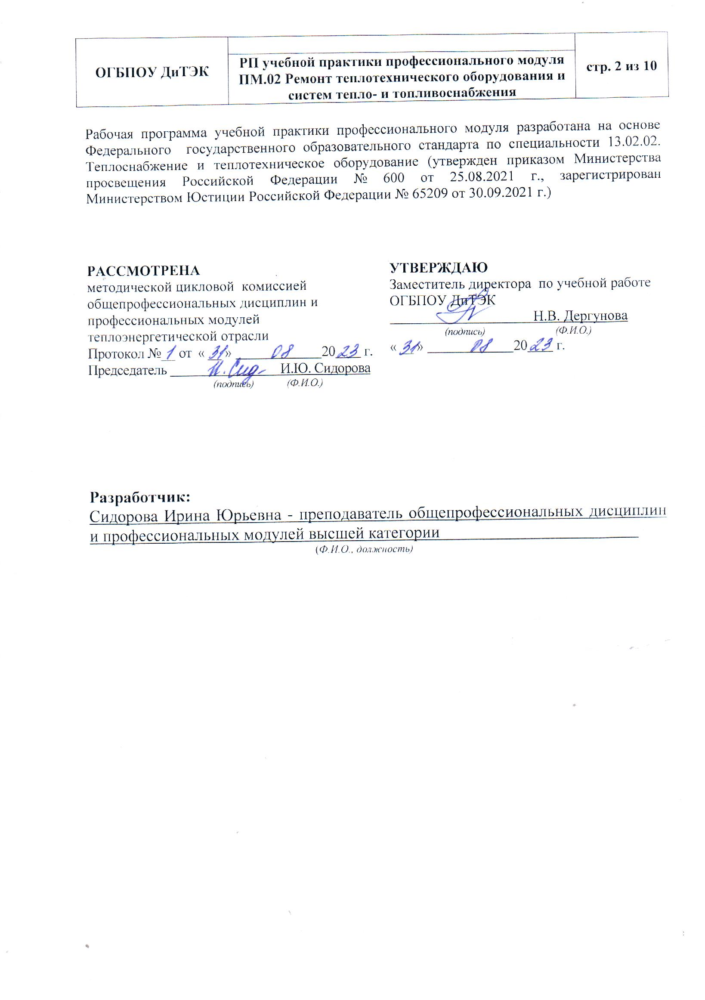 ОГБПОУ ДиТЭК
РП учебной практики профессионального модуля
ПМ.02 Ремонт теплотехнического оборудования и
систем тепло- и топливоснабжения
стр. 2 из 10
Рабочая программа учебной практики профессионального модуля разработана на основе
Федерального государственного образовательного стандарта по специальности 13.02.02.
Теплоснабжение и теплотехническое оборудование (утвержден приказом Министерства
просвещения Российской Федерации № 600 от 25.08.2021 г., зарегистрирован
Министерством Юстиции Российской Федерации № 65209 от 30.09.2021 г.)
РАССМОТРЕНА
методической цикловой комиссией
общепрофессиональных дисциплин и
профессиональных модулей
теплоэнергетической отрасли
Протокол № 1 от « 31» 08 2023 г.
Председатель И. Сид- И.Ю. Сидорова
(подпись) (Ф.И.О.)
УТВЕРЖДАЮ
Заместитель директора по учебной работе
ОГБПОУ ДиТЭК
Н.В. Дергунова
(подпись) (Ф.И.О.)
« 31» 08 2023 г.
Разработчик:
Сидорова Ирина Юрьевна - преподаватель общепрофессиональных дисциплин
и профессиональных модулей высшей категории
(Ф.И.О., должность)